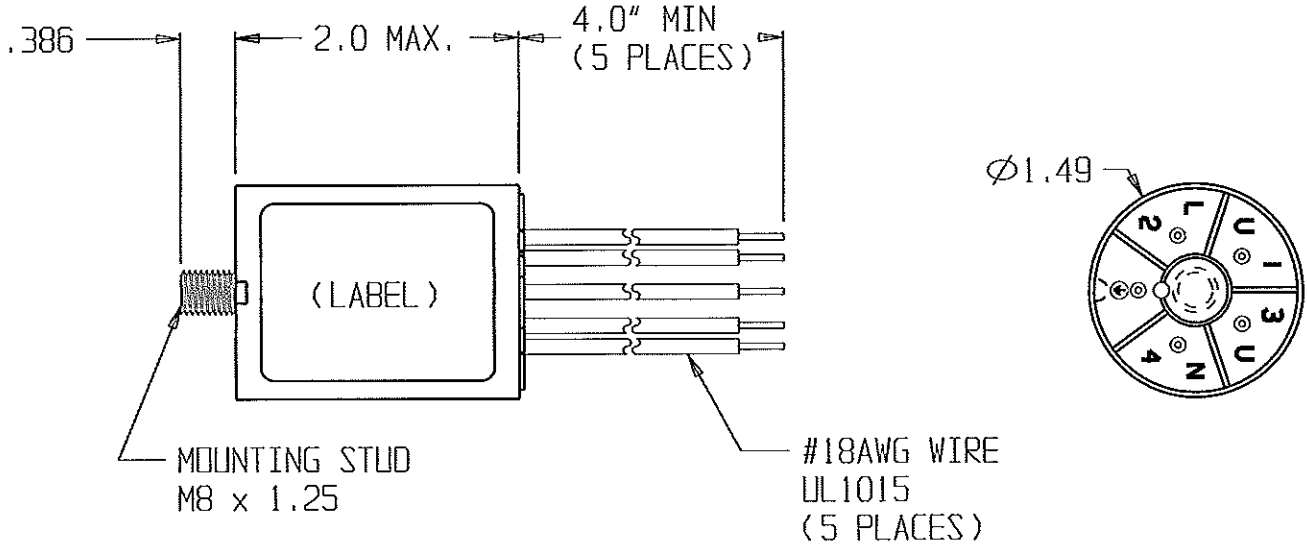 .386
2.0 MAX.
4.0" MIN
(5 PLACES)
(LABEL)
MOUNTING STUD
M8 x 1.25
#18AWG WIRE
UL1015
(5 PLACES)
Ø1.49
L
2
U
1
3
U
N
4